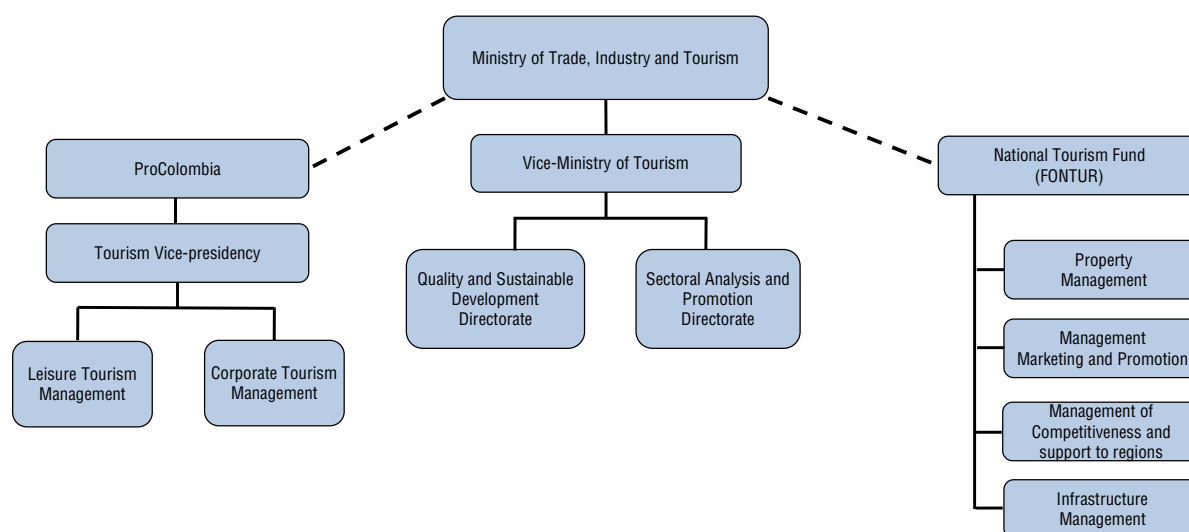 Ministry of Trade, Industry and Tourism
ProColombia
Vice-Ministry of Tourism
National Tourism Fund
(FONTUR)
Tourism Vice-presidency
Quality and Sustainable
Development
Directorate
Sectoral Analysis and
Promotion
Directorate
Leisure Tourism
Management
Corporate Tourism
Management
Property
Management
Management
Marketing and Promotion
Management of
Competitiveness and
support to regions
Infrastructure
Management